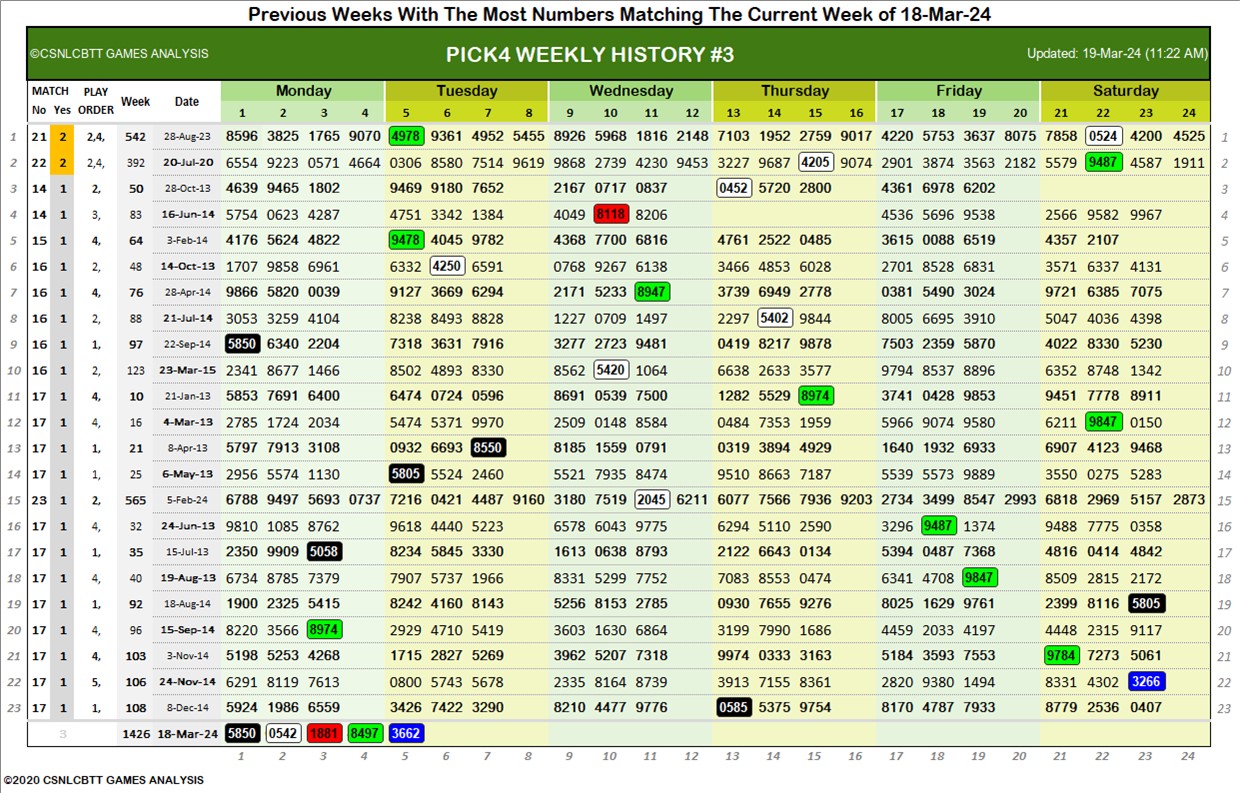 Previous Weeks With The Most Numbers Matching The Current Week of 18-Mar-24
©CSNLCBTT GAMES ANALYSIS PICK4 WEEKLY HISTORY #3 Updated: 19-Mar-24 (11:22 AM)
MATCH PLAY Week Date Monday Tuesday Wednesday Thursday Friday Saturday
No Yes ORDER 1 2 3 4 5 6 7 8 9 10 11 12 13 14 15 16 17 18 19 20 21 22 23 24
1 21 2 2,4, 542 28-Aug-23 8596 3825 1765 9070 4978 9361 4952 5455 8926 5968 1816 2148 7103 1952 2759 9017 4220 5753 3637 8075 7858 0524 4200 4525 1
2 22 2 2,4, 392 20-Jul-20 6554 9223 0571 4664 0306 8580 7514 9619 9868 2739 4230 9453 3227 9687 4205 9074 2901 3874 3563 2182 5579 9487 4587 1911 2
3 14 1 2, 50 28-Oct-13 4639 9465 1802 9469 9180 7652 2167 0717 0837 0452 5720 2800 4361 6978 6202 3
4 14 1 3, 83 16-Jun-14 5754 0623 4287 4751 3342 1384 4049 8118 8206 4536 5696 9538 2566 9582 9967 4
5 15 1 4, 64 3-Feb-14 4176 5624 4822 9478 4045 9782 4368 7700 6816 4761 2522 0485 3615 0088 6519 4357 2107 5
6 16 1 2, 48 14-Oct-13 1707 9858 6961 6332 4250 6591 0768 9267 6138 3466 4853 6028 2701 8528 6831 3571 6337 4131 6
7 16 1 4, 76 28-Apr-14 9866 5820 0039 9127 3669 6294 2171 5233 8947 3739 6949 2778 0381 5490 3024 9721 6385 7075 7
8 16 1 2, 88 21-Jul-14 3053 3259 4104 8238 8493 8828 1227 0709 1497 2297 5402 9844 8005 6695 3910 5047 4036 4398 8
9 16 1 1, 97 22-Sep-14 5850 6340 2204 7318 3631 7916 3277 2723 9481 0419 8217 9878 7503 2359 5870 4022 8330 5230 9
10 16 1 2, 123 23-Mar-15 2341 8677 1466 8502 4893 8330 8562 5420 1064 6638 2633 3577 9794 8537 8896 6352 8748 1342 10
11 17 1 4, 10 21-Jan-13 5853 7691 6400 6474 0724 0596 8691 0539 7500 1282 5529 8974 3741 0428 9853 9451 7778 8911 11
12 17 1 4, 16 4-Mar-13 2785 1724 2034 5474 5371 9970 2509 0148 8584 0484 7353 1959 5966 9074 9580 6211 9847 0150 12
13 17 1 1, 21 8-Apr-13 5797 7913 3108 0932 6693 8550 8185 1559 0791 0319 3894 4929 1640 1932 6933 6907 4123 9468 13
14 17 1 1, 25 6-May-13 2956 5574 1130 5805 5524 2460 5521 7935 8474 9510 8663 7187 5539 5573 9889 3550 0275 5283 14
15 23 1 2, 565 5-Feb-24 6788 9497 5693 0737 7216 0421 4487 9160 3180 7519 2045 6211 6077 7566 7936 9203 2734 3499 8547 2993 6818 2969 5157 2873 15
16 17 1 4, 32 24-Jun-13 9810 1085 8762 9618 4440 5223 6578 6043 9775 6294 5110 2590 3296 9487 1374 9488 7775 0358 16
17 17 1 1, 35 15-Jul-13 2350 9909 5058 8234 5845 3330 1613 0638 8793 2122 6643 0134 5394 0487 7368 4816 0414 4842 17
18 17 1 4, 40 19-Aug-13 6734 8785 7379 7907 5737 1966 8331 5299 7752 7083 8553 0474 6341 4708 9847 8509 2815 2172 18
19 17 1 1, 92 18-Aug-14 1900 2325 5415 8242 4160 8143 5256 8153 2785 0930 7655 9276 8025 1629 9761 2399 8116 5805 19
20 17 1 4, 96 15-Sep-14 8220 3566 8974 2929 4710 5419 3603 1630 6864 3199 7990 1686 4459 2033 4197 4448 2315 9117 20
21 17 1 4, 103 3-Nov-14 5198 5253 4268 1715 2827 5269 3962 5207 7318 9974 0333 3163 5184 3593 7553 9784 7273 5061 21
22 17 1 5, 106 24-Nov-14 6291 8119 7613 0800 5743 5678 2335 8164 8739 3913 7155 8361 2820 9380 1494 8331 4302 3266 22
23 17 1 1, 108 8-Dec-14 5924 1986 6559 3426 7422 3290 8210 4477 9776 0585 5375 9754 8170 4787 7933 8779 2536 0407 23
3 1426 18-Mar-24 5850 0542 1881 8497 3662
1 2 3 4 5 6 7 8 9 10 11 12 13 14 15 16 17 18 19 20 21 22 23 24
©2020 CSNLCBTT GAMES ANALYSIS